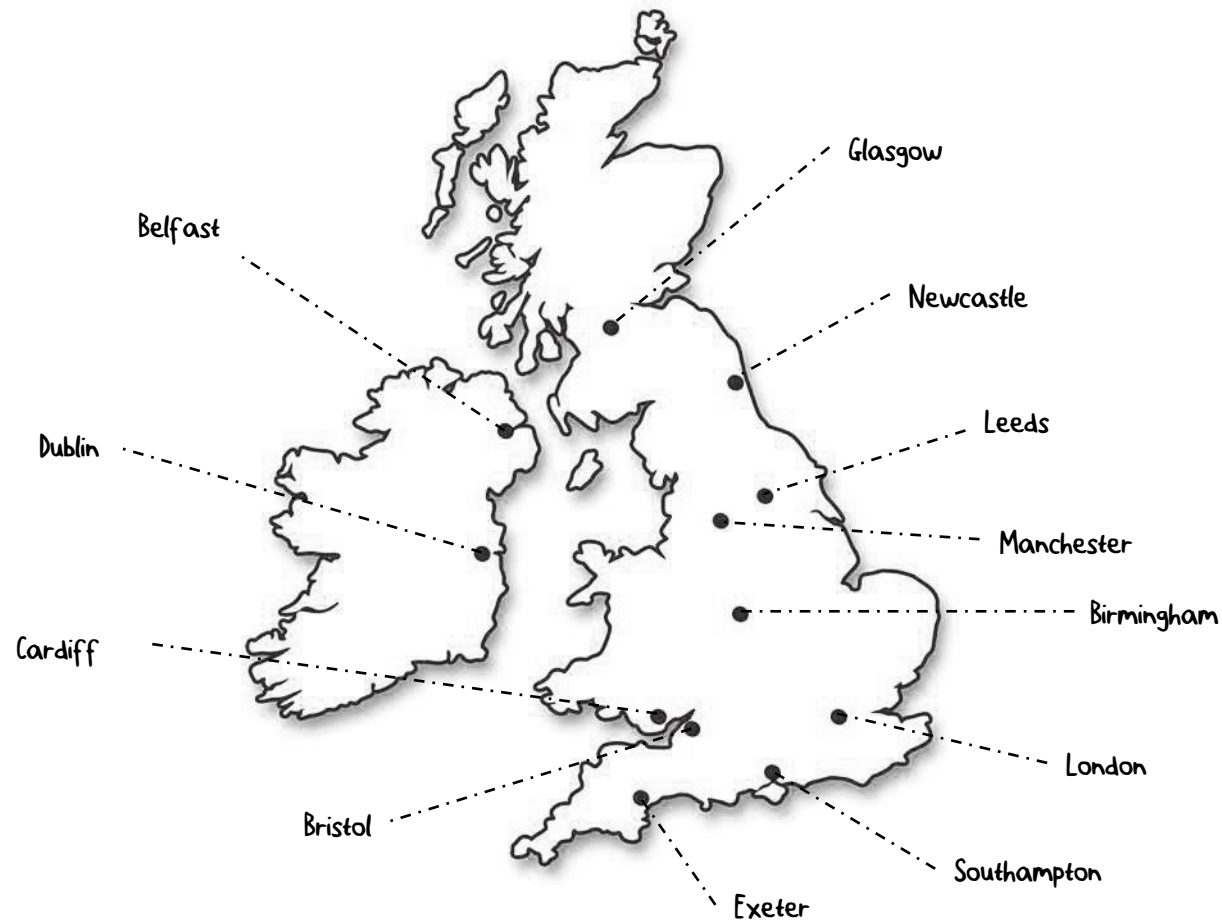 Glasgow
Belfast
Newcastle
Leeds
Dublin
Manchester
Birmingham
Cardiff
London
Bristol
Southampton
Exeter